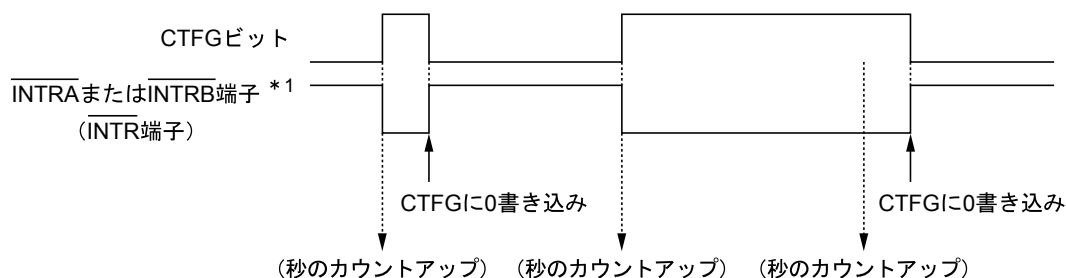 CTFGビット
INTRAまたはINTRB端子 *1
(INTR端子)
CTFGに0書き込み
CTFGに0書き込み
(秒のカウントアップ) (秒のカウントアップ) (秒のカウントアップ)